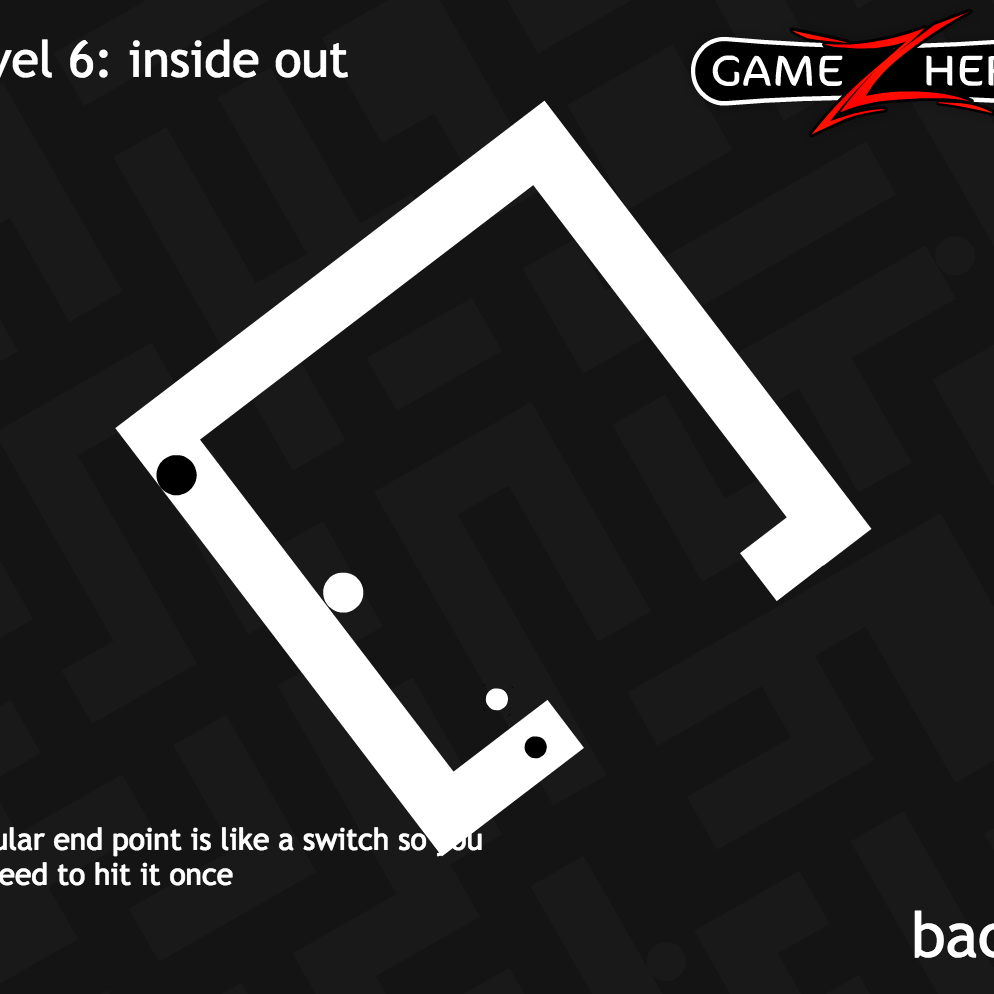 vel 6: inside out
GAME HE
ular end point is like a switch so you
eed to hit it once
bac